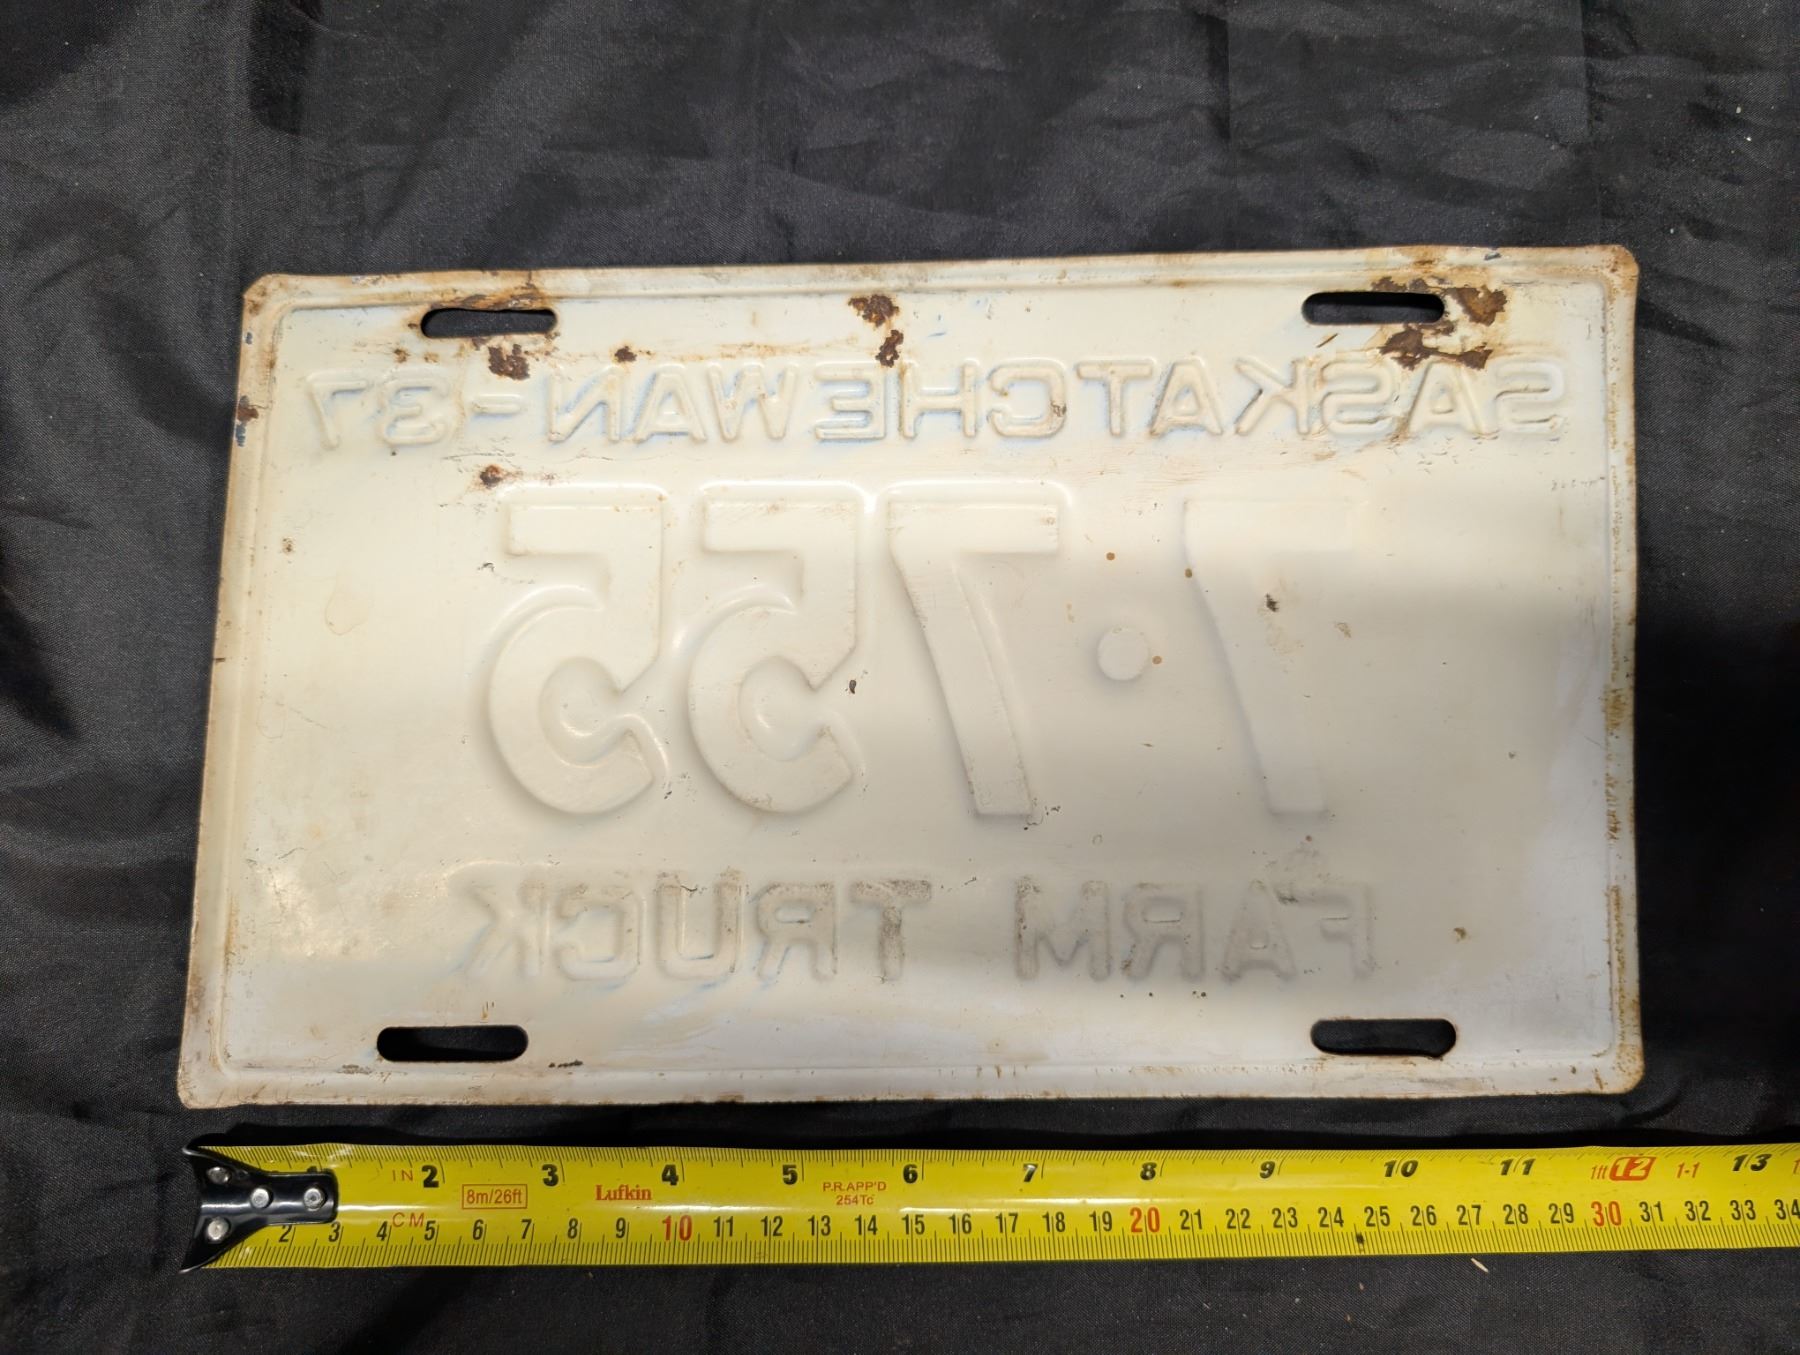 SASKATCHEWAN-37
7·755
FARM TRUCK
1 IN 2 3 4 5 6 7 8 9 10 11 1ft 12 1-1 13
8m/26ft Lufkin P.R.APP'D
254Tc
CM
2 3 4 5 6 7 8 9 10 11 12 13 14 15 16 17 18 19 20 21 22 23 24 25 26 27 28 29 30 31 32 33 34